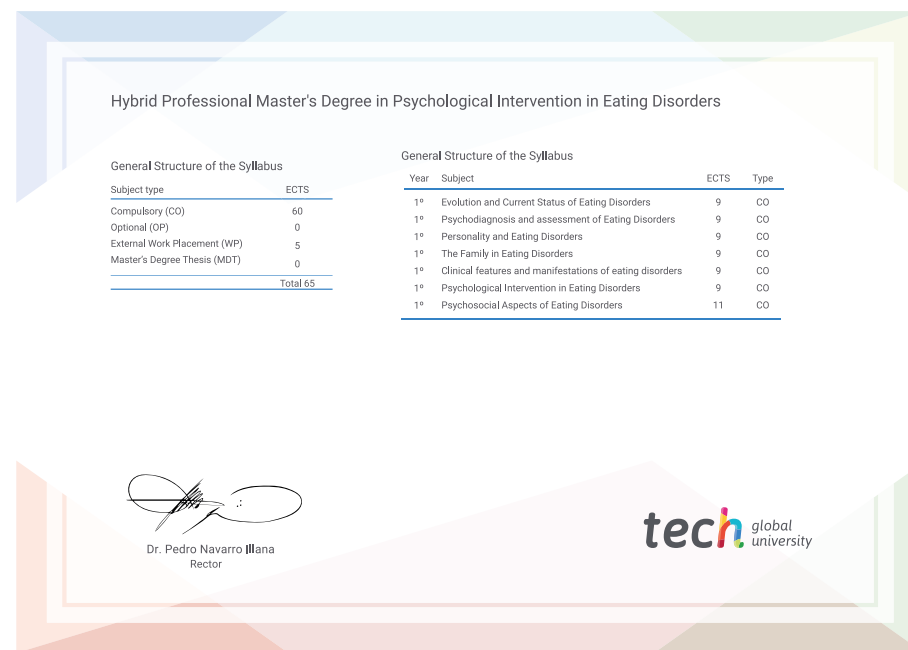 Hybrid Professional Master's Degree in Psychological Intervention in Eating Disorders
General Structure of the Syllabus
Subject type ECTS
Compulsory (CO) 60
Optional (OP) 0
External Work Placement (WP) 5
Master's Degree Thesis (MDT) 0
Total 65
General Structure of the Syllabus
Year Subject ECTS Type
1º Evolution and Current Status of Eating Disorders 9 CO
1º Psychodiagnosis and assessment of Eating Disorders 9 CO
1º Personality and Eating Disorders 9 CO
1º The Family in Eating Disorders 9 CO
1º Clinical features and manifestations of eating disorders 9 CO
1º Psychological Intervention in Eating Disorders 9 CO
1º Psychosocial Aspects of Eating Disorders 11 CO
Dr. Pedro Navarro Illana
Rector
tech global
university